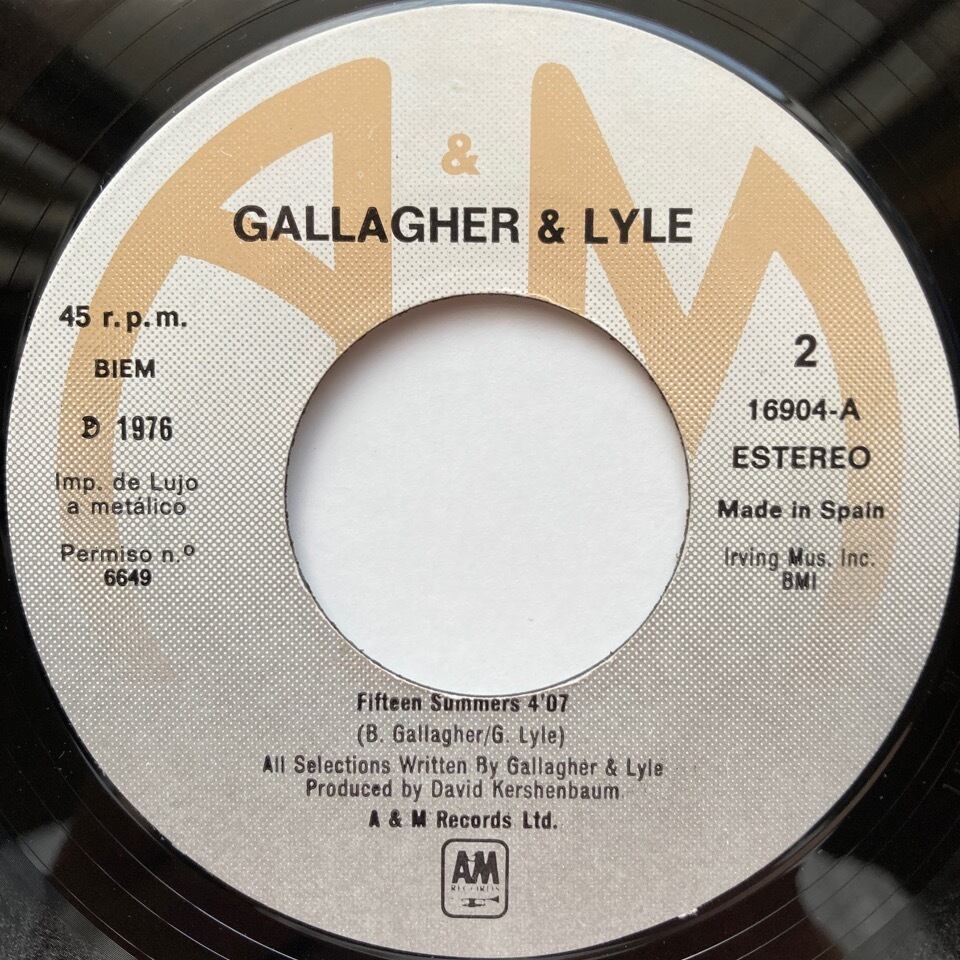 &
GALLAGHER & LYLE
45 r.p.m.
BIEM
℗ 1976
Imp. de Lujo
a metálico
Permiso n.º
6649
2
16904-A
ESTEREO
Made in Spain
Irving Mus. Inc.
BMI
Fifteen Summers 4'07
(B. Gallagher/G. Lyle)
All Selections Written By Gallagher & Lyle
Produced by David Kershenbaum
A & M Records Ltd.
A&M
RECORDS